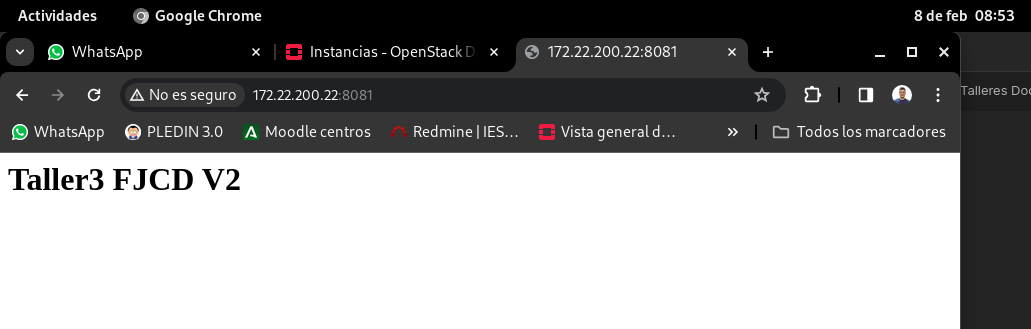 Actividades Google Chrome 8 de feb 08:53
WhatsApp Instancias - OpenStack D 172.22.200.22:8081
No es seguro 172.22.200.22:8081
Talleres Doc
WhatsApp PLEDIN 3.0 Moodle centros Redmine | IES… Vista general d… Todos los marcadores
Taller3 FJCD V2